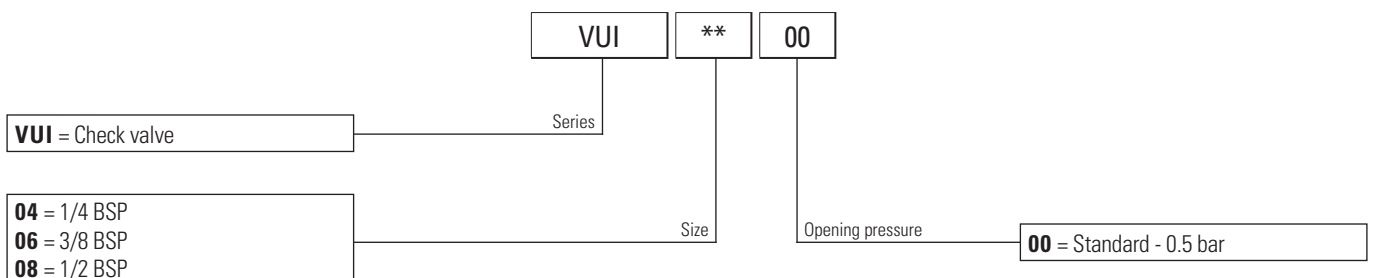 VUI ** 00
Series
VUI = Check valve
04 = 1/4 BSP
06 = 3/8 BSP
08 = 1/2 BSP
Size
Opening pressure
00 = Standard - 0.5 bar